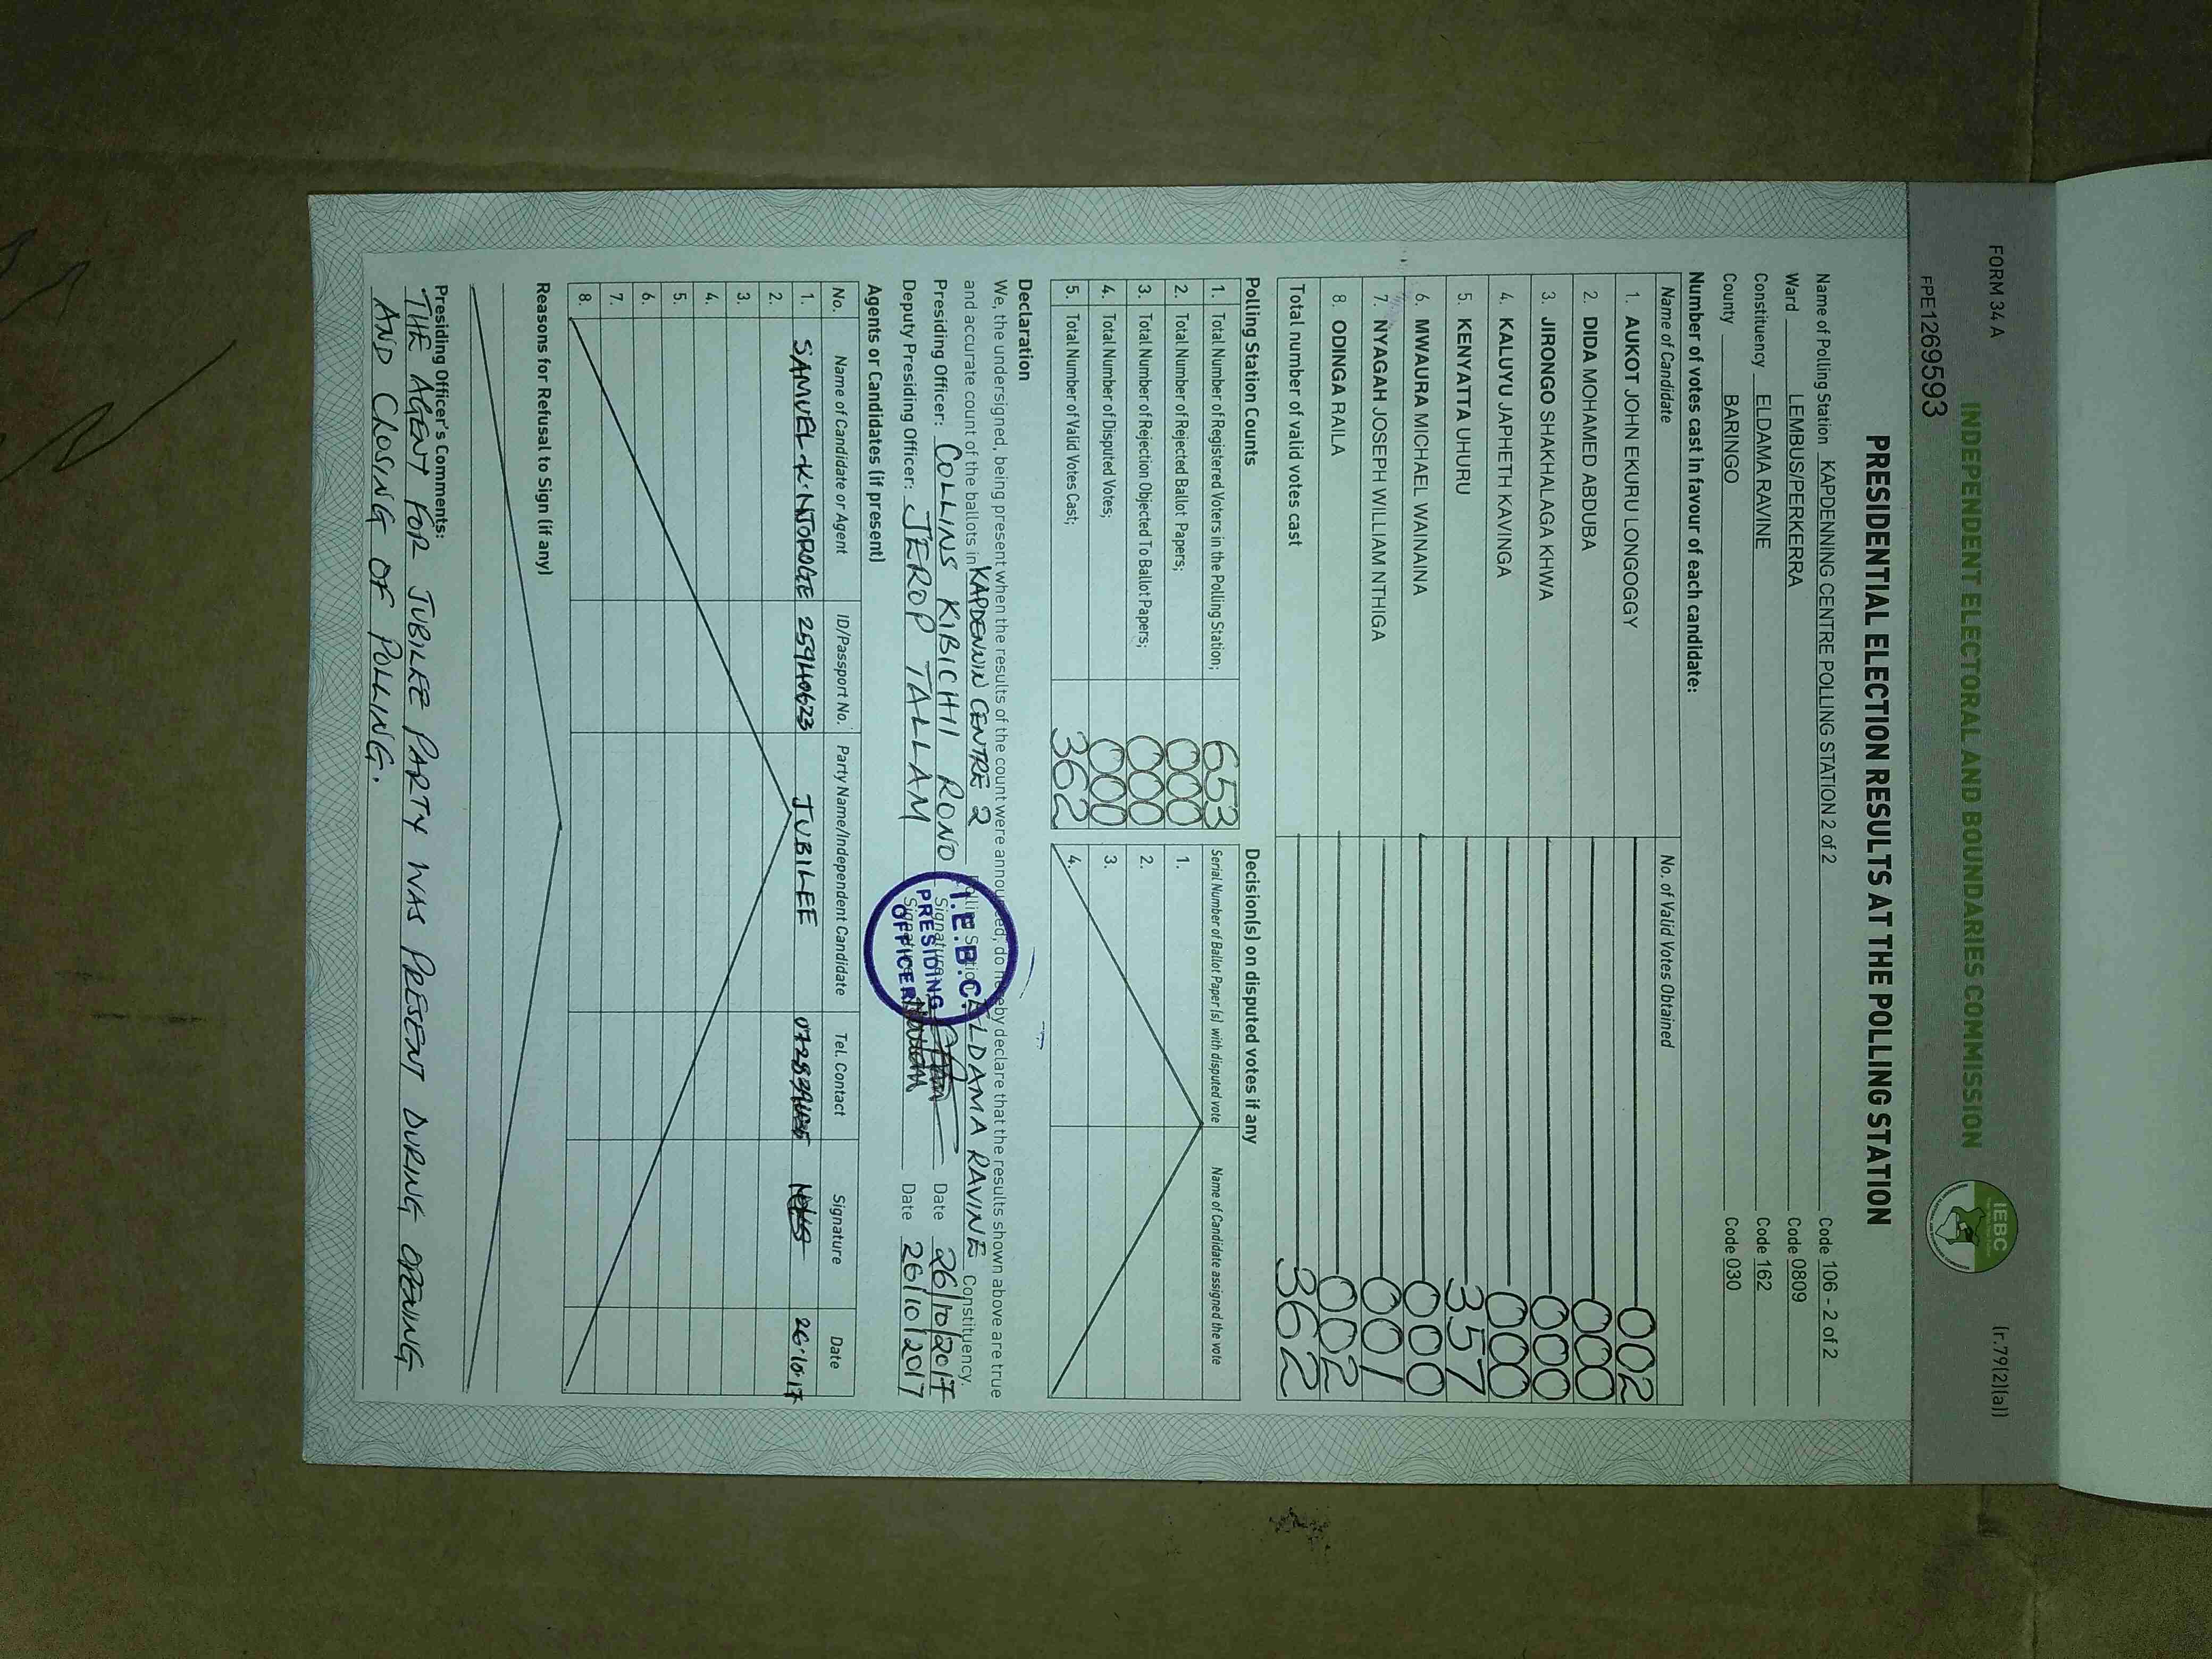 FORM 34 A
(r.79(2)(a))
INDEPENDENT ELECTORAL AND BOUNDARIES COMMISSION
IEBC
FPE1269593
PRESIDENTIAL ELECTION RESULTS AT THE POLLING STATION
Name of Polling Station KAPDENNING CENTRE POLLING STATION 2 of 2 Code 106 - 2 of 2
Ward LEMBUS/PERKERRA Code 0809
Constituency ELDAMA RAVINE Code 162
County BARINGO Code 030
Number of votes cast in favour of each candidate:
Name of Candidate No. of Valid Votes Obtained
1. AUKOT JOHN EKURU LONGOGGY 002
2. DIDA MOHAMED ABDUBA 000
3. JIRONGO SHAKHALAGA KHWA 000
4. KALUYU JAPHETH KAVINGA 000
5. KENYATTA UHURU 357
6. MWAURA MICHAEL WAINAINA 000
7. NYAGAH JOSEPH WILLIAM NTHIGA 001
8. ODINGA RAILA 002
Total number of valid votes cast 362
Polling Station Counts
1. Total Number of Registered Voters in the Polling Station; 653
2. Total Number of Rejected Ballot Papers; 000
3. Total Number of Rejection Objected To Ballot Papers; 000
4. Total Number of Disputed Votes; 000
5. Total Number of Valid Votes Cast; 362
Decision(s) on disputed votes if any
Serial Number of Ballot Paper (s) with disputed vote Name of Candidate assigned the vote
1.
2.
3.
4.
Declaration
We, the undersigned, being present when the results of the count were announced, do hereby declare that the results shown above are true
and accurate count of the ballots in KAPDENNIN CENTRE 2 Polling Station ELDAMA RAVINE Constituency.
Presiding Officer: COLLINS KIBICHII RONO Signature Date 26/10/2017
Deputy Presiding Officer: JEROP TALLAM Signature Date 26/10/2017
I.E.B.C.
PRESIDING
OFFICER
Agents or Candidates (if present)
No. Name of Candidate or Agent ID/Passport No. Party Name/Independent Candidate Tel. Contact Signature Date
1. SAMUEL K. NJOROGE 25940623 JUBILEE 26.10.17
2.
3.
4.
5.
6.
7.
8.
Reasons for Refusal to Sign (if any)
Presiding Officer's Comments:
THE AGENT FOR JUBILEE PARTY WAS PRESENT DURING OPENING
AND CLOSING OF POLLING.